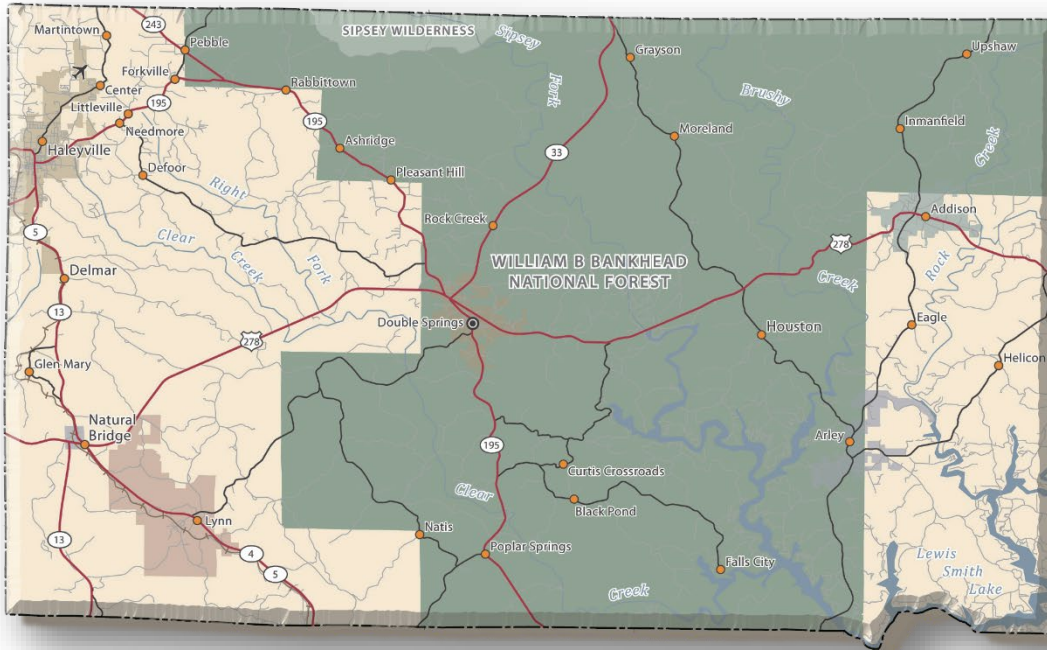 Martintown
243
Pebble
SIPSEY WILDERNESS
Sipsey
Fork
Grayson
Upshaw
Forkville
Center
Rabbittown
Brushy
Creek
Littleville
195
Needmore
195
Moreland
Inmanfield
Creek
Haleyville
Ashridge
33
Defoor
Pleasant Hill
Right
Fork
Rock Creek
Addison
5
Clear
Creek
278
WILLIAM B BANKHEAD
NATIONAL FOREST
Rock
Delmar
13
Double Springs
Houston
Eagle
278
Glen Mary
Helicon
Natural
Bridge
195
Arley
Curtis Crossroads
Clear
Creek
Black Pond
Lynn
Natis
13
4
5
Poplar Springs
Falls City
Lewis
Smith
Lake